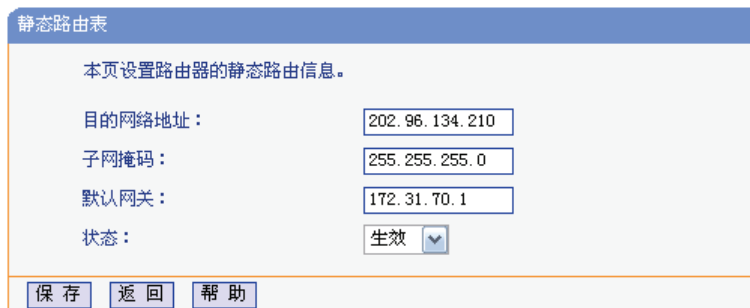 静态路由表
本页设置路由器的静态路由信息。
目的网络地址： 202.96.134.210
子网掩码： 255.255.255.0
默认网关： 172.31.70.1
状态： 生效
保 存 返 回 帮 助